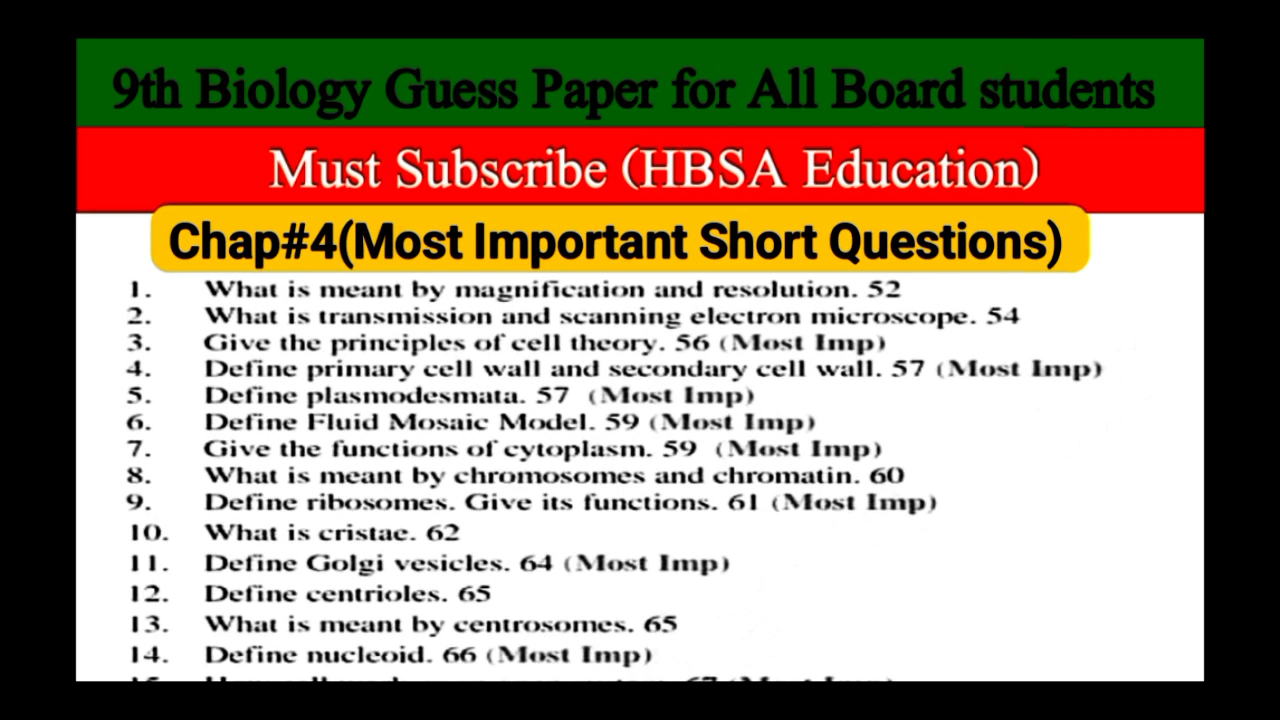 9th Biology Guess Paper for All Board students
Must Subscribe (HBSA Education)
Chap#4(Most Important Short Questions)
1. What is meant by magnification and resolution. 52
2. What is transmission and scanning electron microscope. 54
3. Give the principles of cell theory. 56 (Most Imp)
4. Define primary cell wall and secondary cell wall. 57 (Most Imp)
5. Define plasmodesmata. 57 (Most Imp)
6. Define Fluid Mosaic Model. 59 (Most Imp)
7. Give the functions of cytoplasm. 59 (Most Imp)
8. What is meant by chromosomes and chromatin. 60
9. Define ribosomes. Give its functions. 61 (Most Imp)
10. What is cristae. 62
11. Define Golgi vesicles. 64 (Most Imp)
12. Define centrioles. 65
13. What is meant by centrosomes. 65
14. Define nucleoid. 66 (Most Imp)